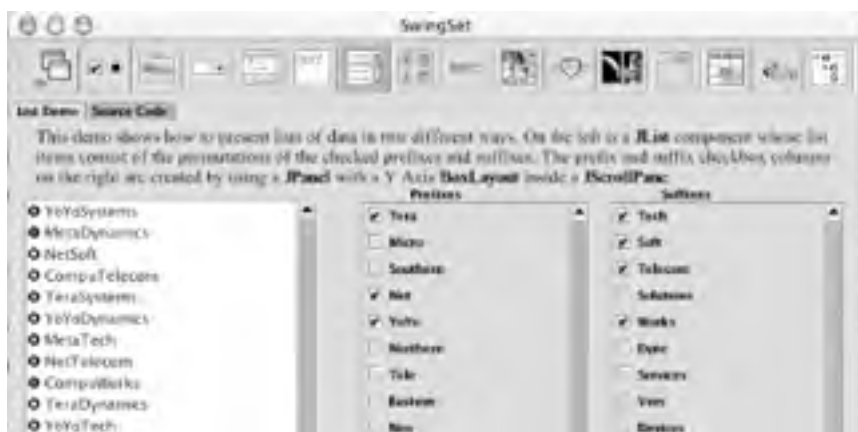 SwingSet
List Demo Source Code
This demo shows how to present lists of data in two different ways. On the left is a JList component whose list
items consist of the permutations of the checked prefixes and suffixes. The prefix and suffix checkbox columns
on the right are created by using a JPanel with a Y Axis BoxLayout inside a JScrollPane
Prefixes
Suffixes
YoYoSystems
MetaDynamics
NetSoft
CompuTelecom
TeraSystems
YoYoDynamics
MetaTech
NetTelecom
CompuWorks
TeraDynamics
YoYoTech
Tera
Micro
Southern
Net
YoYo
Northern
Tele
Eastern
Neo
Tech
Soft
Telecom
Solutions
Works
Dyne
Services
Vers
Devices